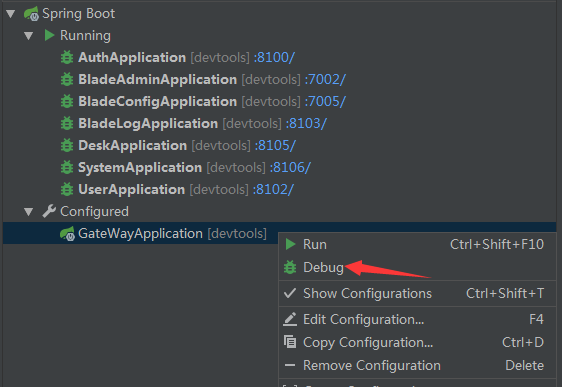 Spring Boot
Running
AuthApplication [devtools] :8100/
BladeAdminApplication [devtools] :7002/
BladeConfigApplication [devtools] :7005/
BladeLogApplication [devtools] :8103/
DeskApplication [devtools] :8105/
SystemApplication [devtools] :8106/
UserApplication [devtools] :8102/
Configured
GateWayApplication [devtools]
Run Ctrl+Shift+F10
Debug
Show Configurations Ctrl+Shift+T
Edit Configuration... F4
Copy Configuration... Ctrl+D
Remove Configuration Delete